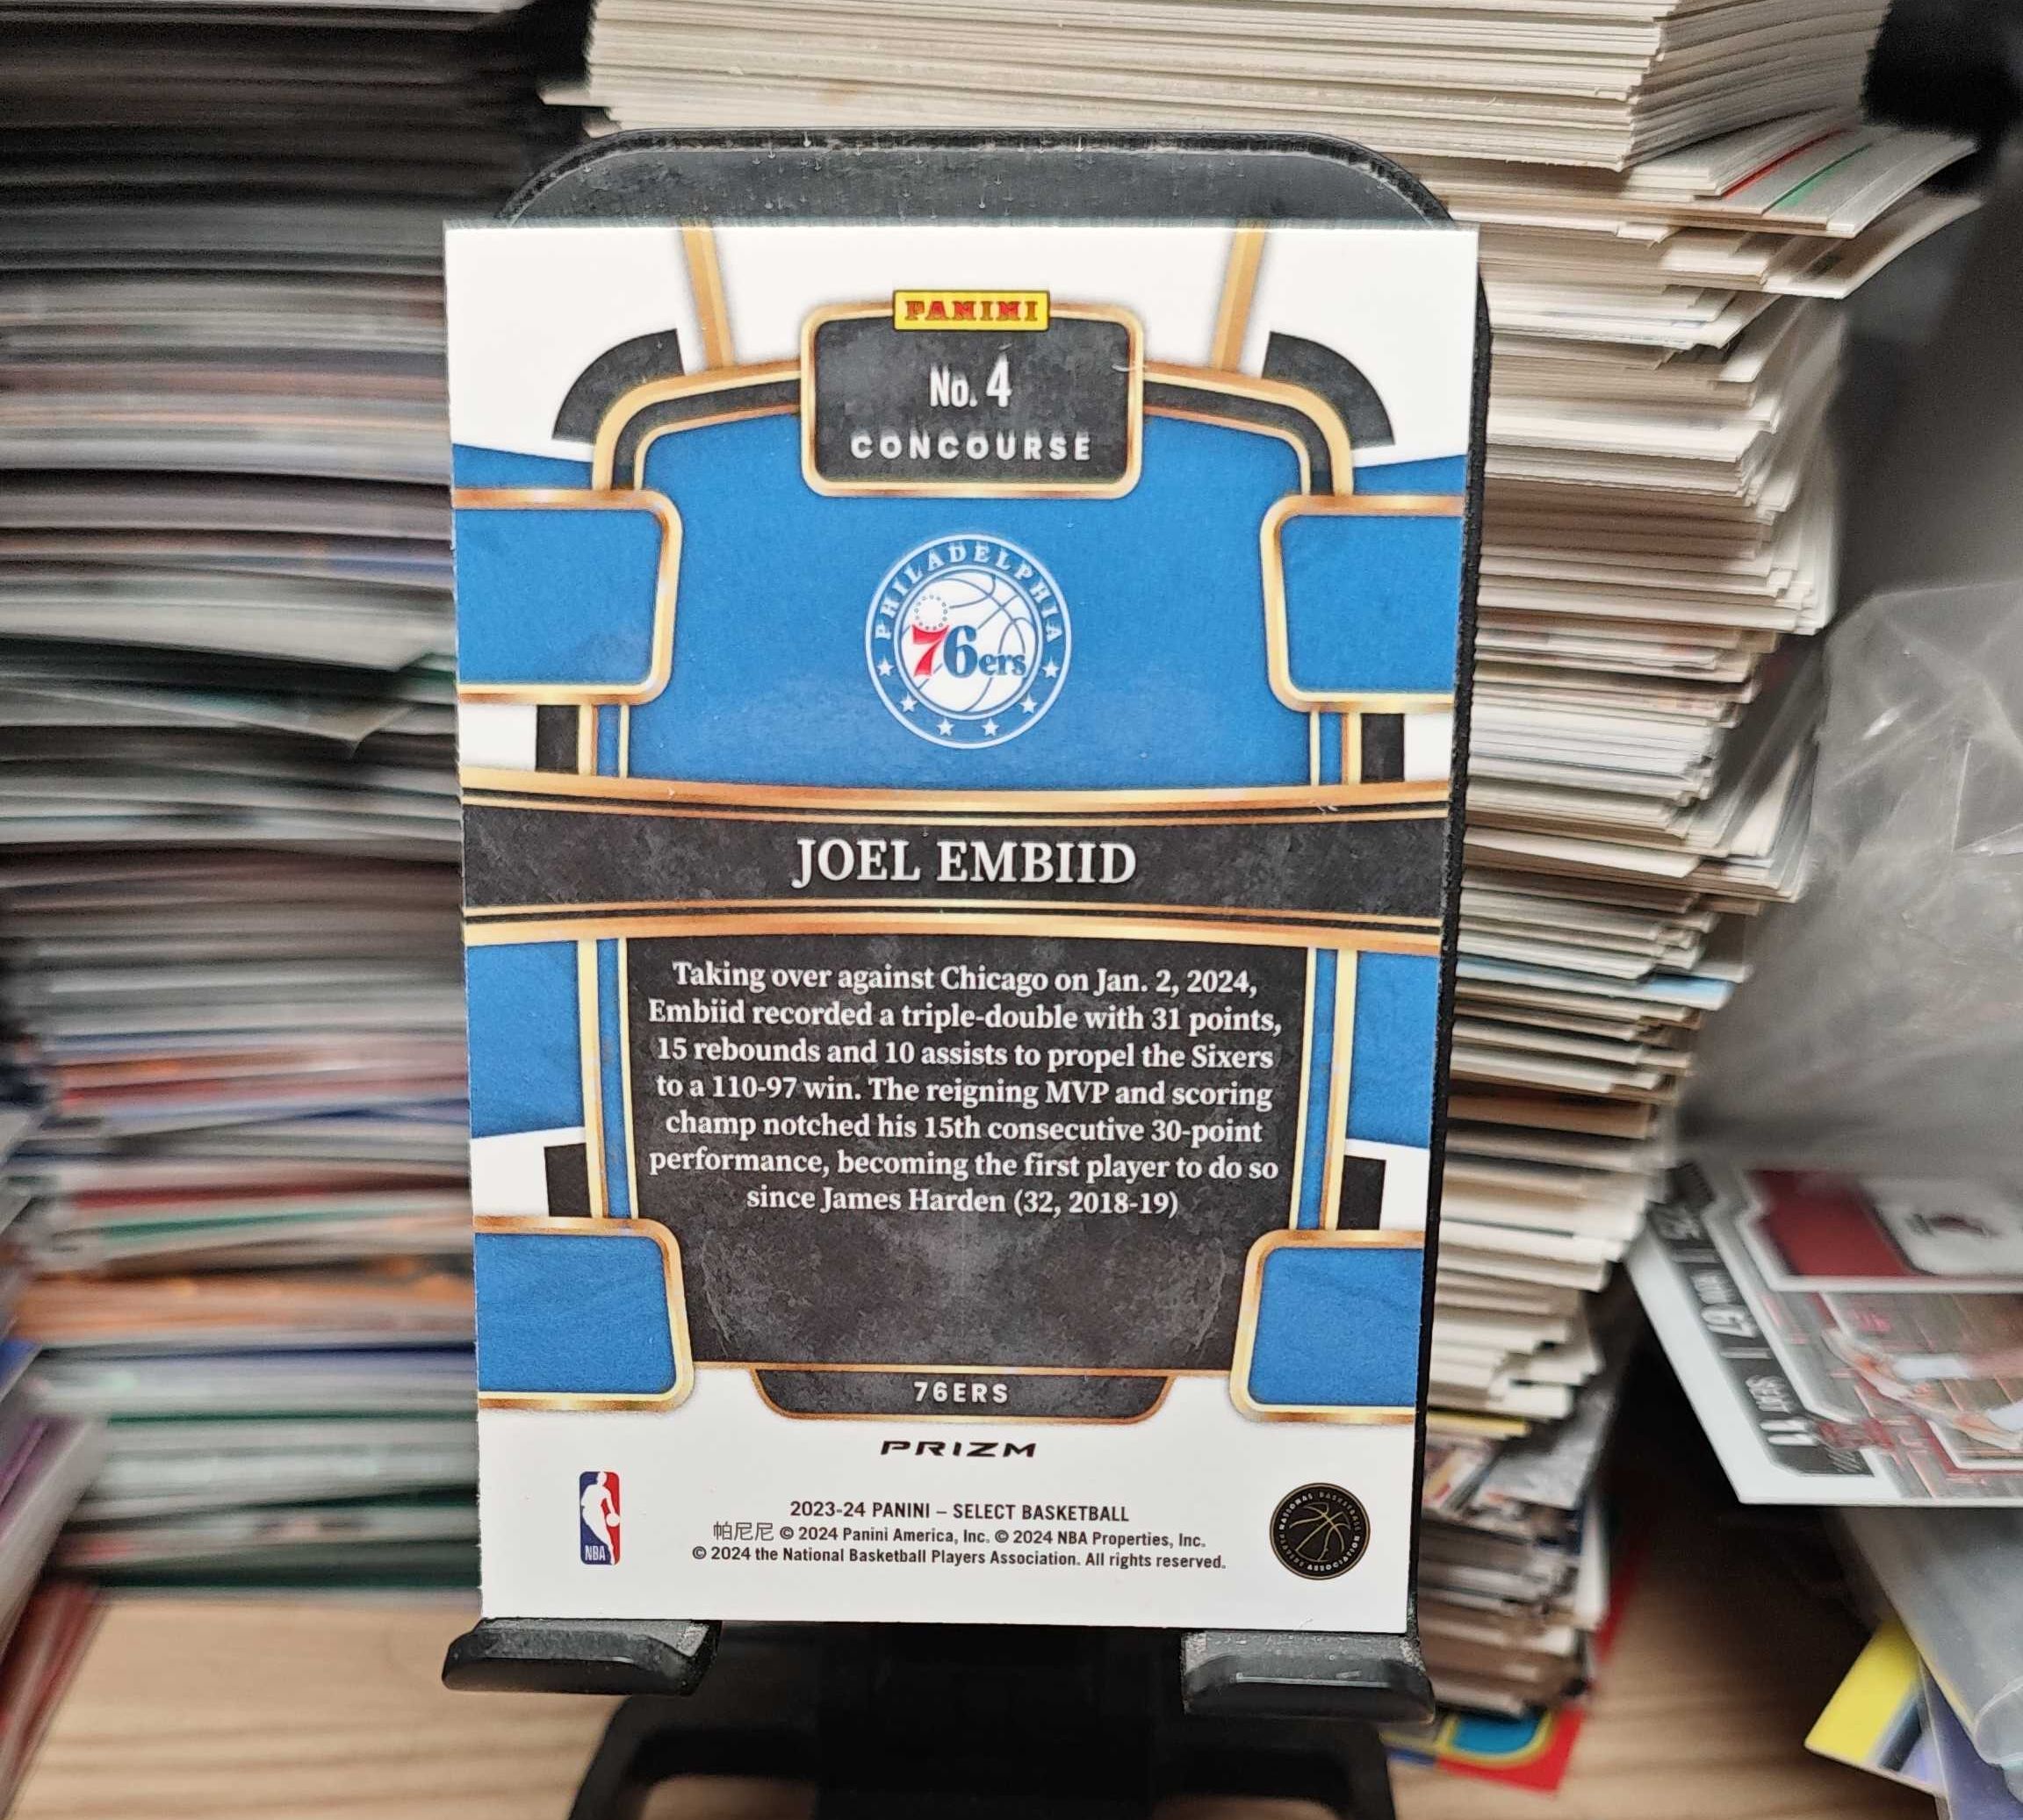 PANINI
No. 4
CONCOURSE
PHILADELPHIA
76ers
JOEL EMBIID
Taking over against Chicago on Jan. 2, 2024,
Embiid recorded a triple-double with 31 points,
15 rebounds and 10 assists to propel the Sixers
to a 110-97 win. The reigning MVP and scoring
champ notched his 15th consecutive 30-point
performance, becoming the first player to do so
since James Harden (32, 2018-19)
76ERS
PRIZM
NBA
2023-24 PANINI – SELECT BASKETBALL
帕尼尼 © 2024 Panini America, Inc. © 2024 NBA Properties, Inc.
© 2024 the National Basketball Players Association. All rights reserved.
NATIONAL BASKETBALL
PLAYERS ASSOCIATION